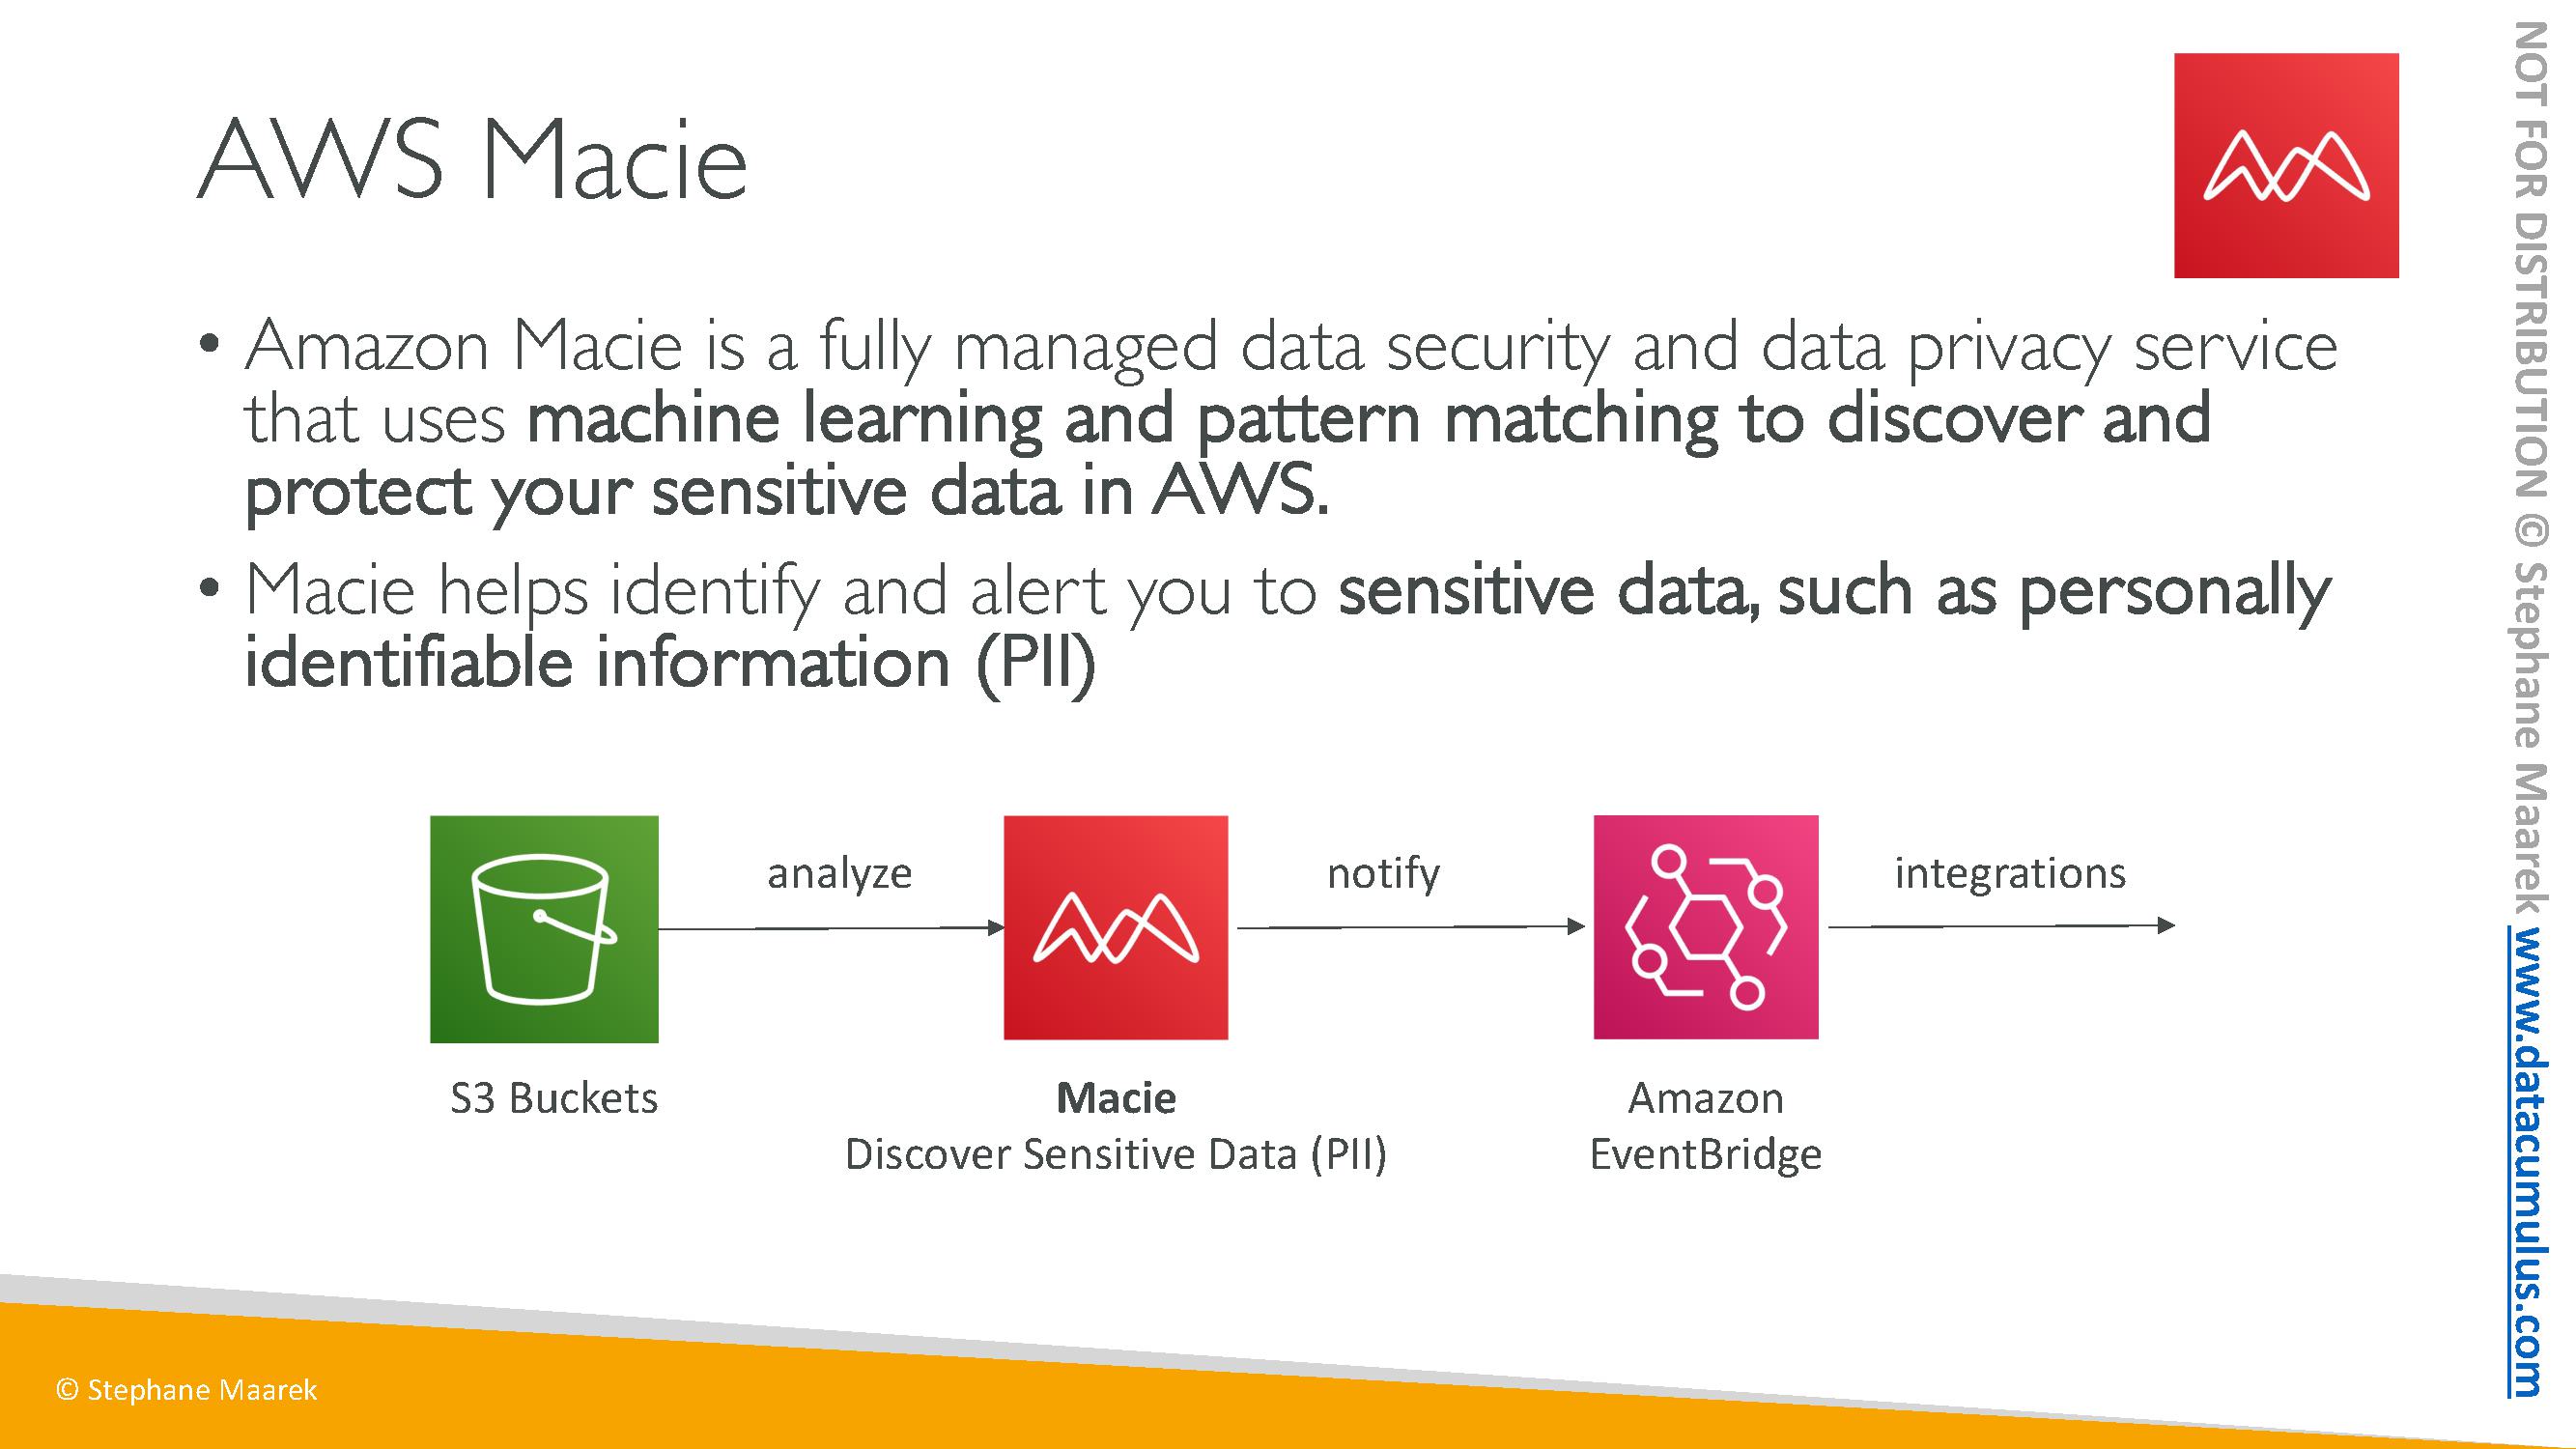 AWS Macie
• Amazon Macie is a fully managed data security and data privacy service
that uses machine learning and pattern matching to discover and
protect your sensitive data in AWS.
• Macie helps identify and alert you to sensitive data, such as personally
identifiable information (PII)
analyze
notify
integrations
S3 Buckets
Macie
Discover Sensitive Data (PII)
Amazon
EventBridge
© Stephane Maarek
NOT FOR DISTRIBUTION © Stephane Maarek www.datacumulus.com